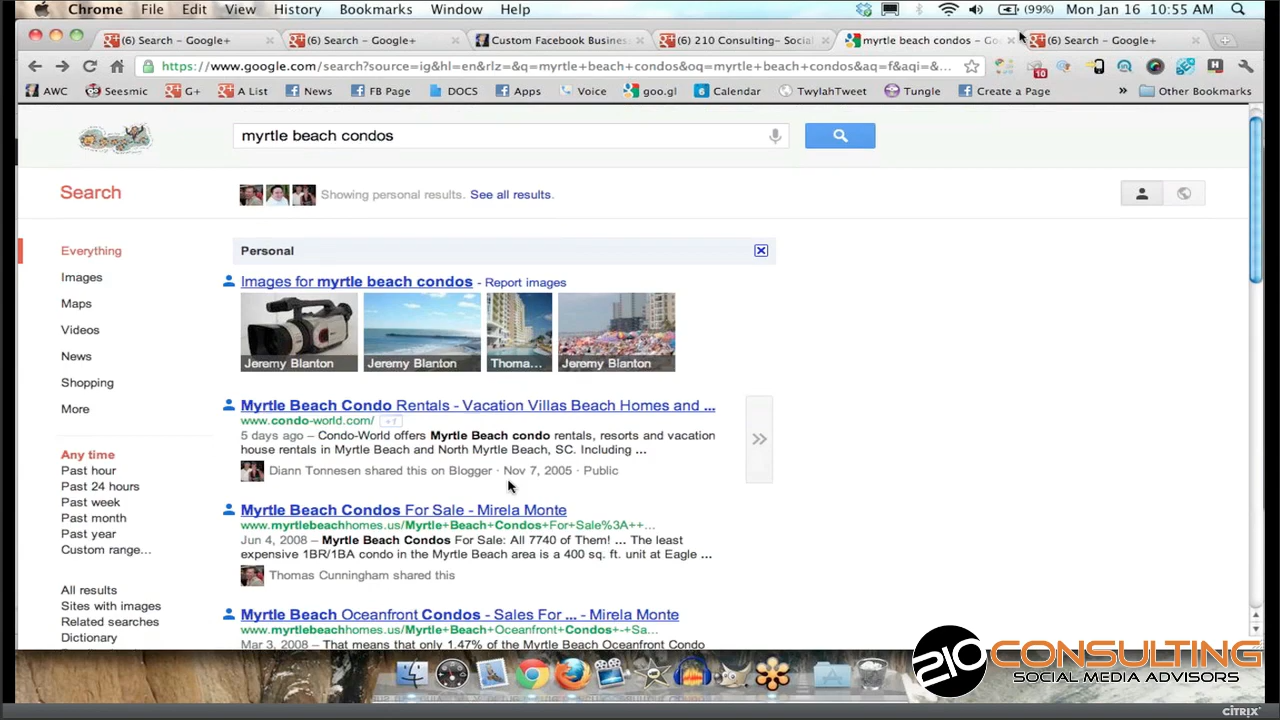 Chrome File Edit View History Bookmarks Window Help (99%) Mon Jan 16 10:55 AM
(6) Search - Google+ (6) Search - Google+ Custom Facebook Busines (6) 210 Consulting- Social myrtle beach condos - Go (6) Search - Google+
https://www.google.com/search?source=ig&hl=en&rlz=&q=myrtle+beach+condos&oq=myrtle+beach+condos&aq=f&aqi=&... 10
AWC Seesmic G+ A List News FB Page DOCS Apps Voice goo.gl 6 Calendar TwylahTweet Tungle Create a Page » Other Bookmarks
myrtle beach condos
Search Showing personal results. See all results.
Everything
Images
Maps
Videos
News
Shopping
More
Any time
Past hour
Past 24 hours
Past week
Past month
Past year
Custom range...
All results
Sites with images
Related searches
Dictionary
Personal
Images for myrtle beach condos - Report images
Jeremy Blanton Jeremy Blanton Thoma... Jeremy Blanton
Myrtle Beach Condo Rentals - Vacation Villas Beach Homes and ...
www.condo-world.com/ +1
5 days ago – Condo-World offers Myrtle Beach condo rentals, resorts and vacation
house rentals in Myrtle Beach and North Myrtle Beach, SC. Including ...
Diann Tonnesen shared this on Blogger · Nov 7, 2005 · Public
Myrtle Beach Condos For Sale - Mirela Monte
www.myrtlebeachhomes.us/Myrtle+Beach+Condos+For+Sale%3A++...
Jun 4, 2008 – Myrtle Beach Condos For Sale: All 7740 of Them! ... The least
expensive 1BR/1BA condo in the Myrtle Beach area is a 400 sq. ft. unit at Eagle ...
Thomas Cunningham shared this
Myrtle Beach Oceanfront Condos - Sales For ... - Mirela Monte
www.myrtlebeachhomes.us/Myrtle+Beach+Oceanfront+Condos+-+Sa...
Mar 3, 2008 – That means that only 1.47% of the Myrtle Beach Oceanfront Condo
210 CONSULTING
SOCIAL MEDIA ADVISORS
CITRIX